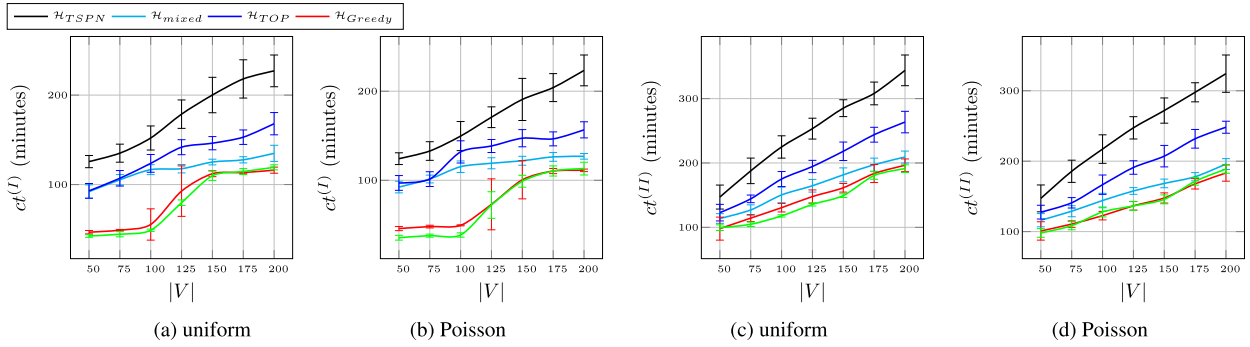 ℋ_TSPN ℋ_mixed ℋ_TOP ℋ_Greedy
ct^(I) (minutes)
200
100
50 75 100 125 150 175 200
|V|
(a) uniform
ct^(I) (minutes)
200
100
50 75 100 125 150 175 200
|V|
(b) Poisson
ct^(II) (minutes)
300
200
100
50 75 100 125 150 175 200
|V|
(c) uniform
ct^(II) (minutes)
300
200
100
50 75 100 125 150 175 200
|V|
(d) Poisson